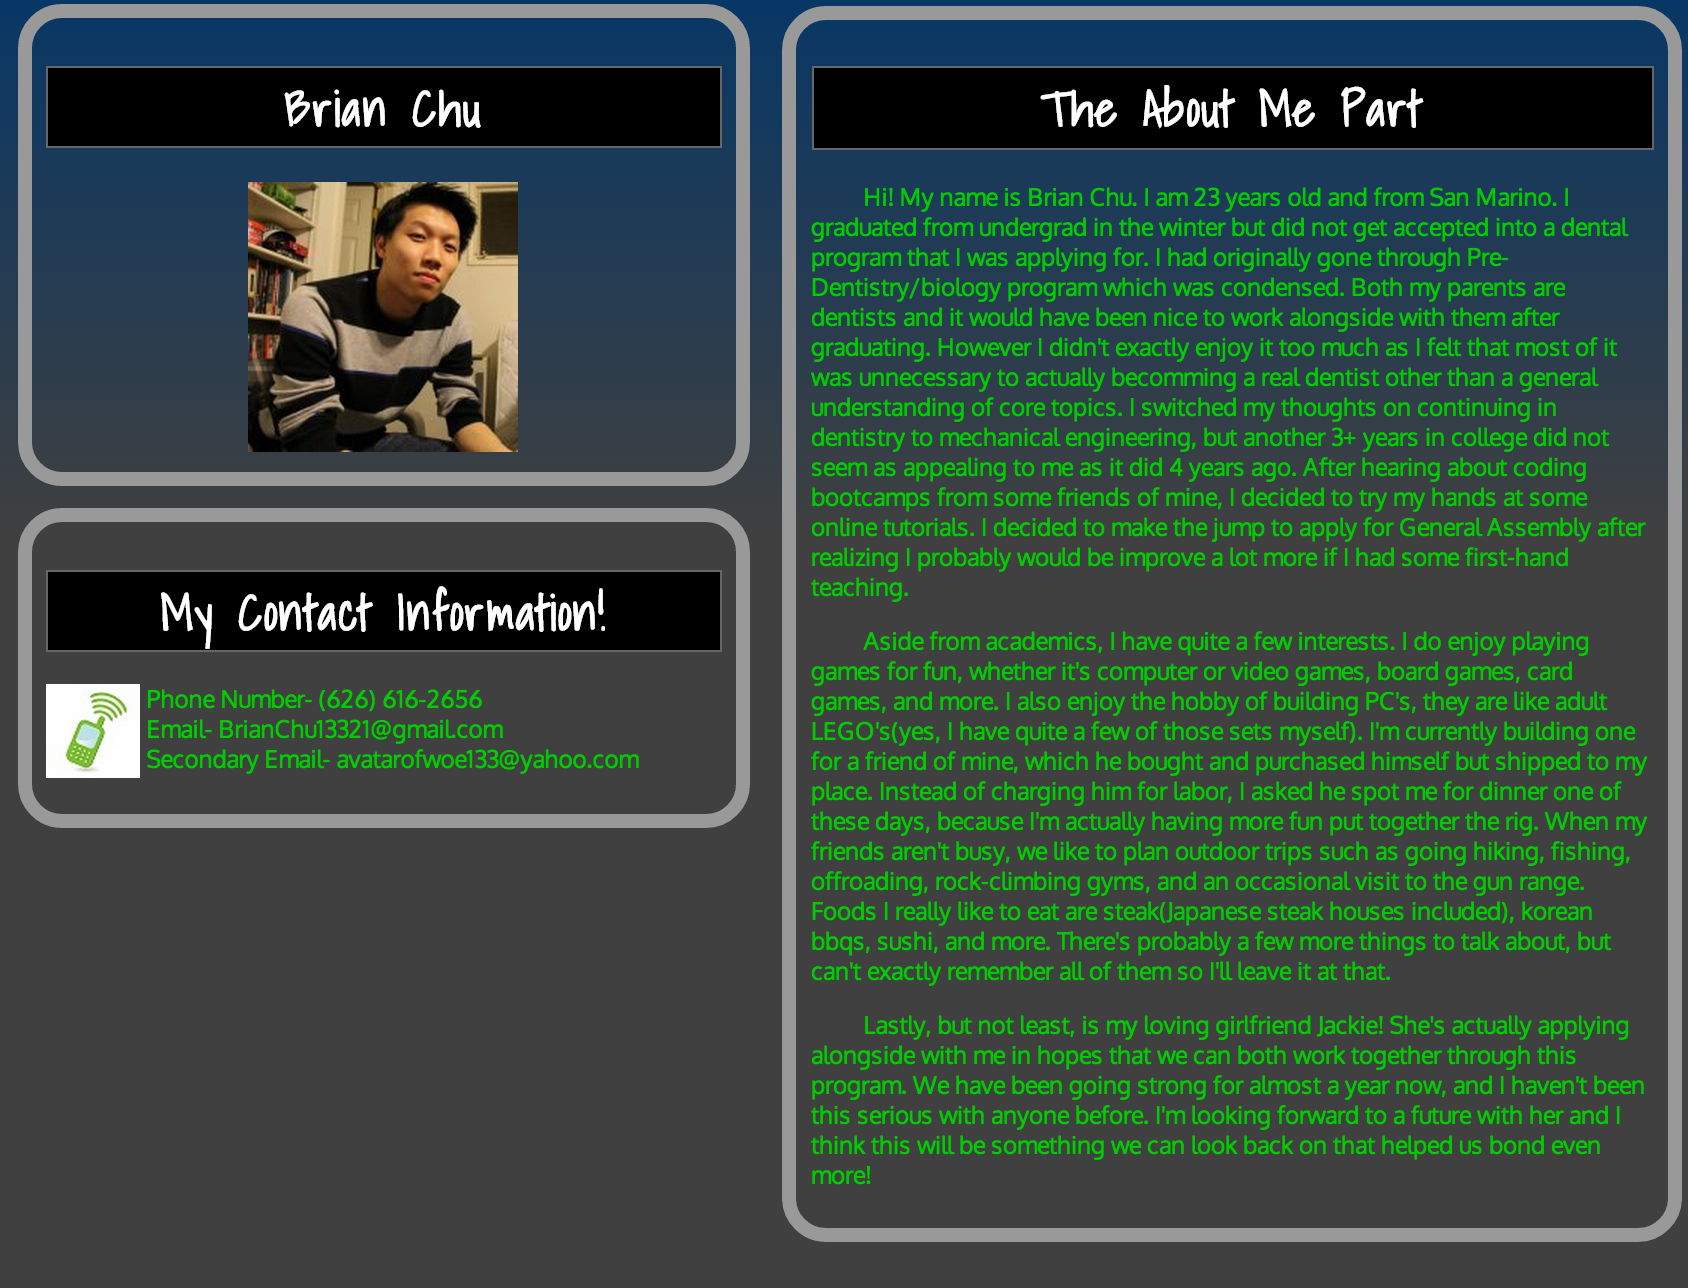 Brian Chu
My Contact Information!
Phone Number- (626) 616-2656
Email- BrianChu13321@gmail.com
Secondary Email- avatarofwoe133@yahoo.com
The About Me Part
Hi! My name is Brian Chu. I am 23 years old and from San Marino. I
graduated from undergrad in the winter but did not get accepted into a dental
program that I was applying for. I had originally gone through Pre-
Dentistry/biology program which was condensed. Both my parents are
dentists and it would have been nice to work alongside with them after
graduating. However I didn't exactly enjoy it too much as I felt that most of it
was unnecessary to actually becomming a real dentist other than a general
understanding of core topics. I switched my thoughts on continuing in
dentistry to mechanical engineering, but another 3+ years in college did not
seem as appealing to me as it did 4 years ago. After hearing about coding
bootcamps from some friends of mine, I decided to try my hands at some
online tutorials. I decided to make the jump to apply for General Assembly after
realizing I probably would be improve a lot more if I had some first-hand
teaching.
Aside from academics, I have quite a few interests. I do enjoy playing
games for fun, whether it's computer or video games, board games, card
games, and more. I also enjoy the hobby of building PC's, they are like adult
LEGO's(yes, I have quite a few of those sets myself). I'm currently building one
for a friend of mine, which he bought and purchased himself but shipped to my
place. Instead of charging him for labor, I asked he spot me for dinner one of
these days, because I'm actually having more fun put together the rig. When my
friends aren't busy, we like to plan outdoor trips such as going hiking, fishing,
offroading, rock-climbing gyms, and an occasional visit to the gun range.
Foods I really like to eat are steak(Japanese steak houses included), korean
bbqs, sushi, and more. There's probably a few more things to talk about, but
can't exactly remember all of them so I'll leave it at that.
Lastly, but not least, is my loving girlfriend Jackie! She's actually applying
alongside with me in hopes that we can both work together through this
program. We have been going strong for almost a year now, and I haven't been
this serious with anyone before. I'm looking forward to a future with her and I
think this will be something we can look back on that helped us bond even
more!